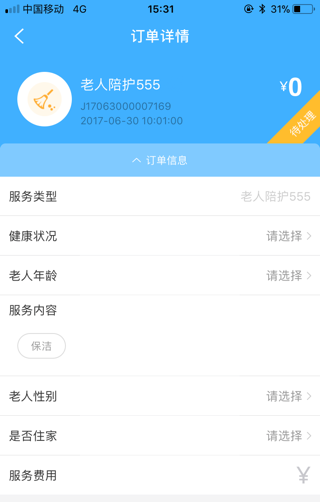 中国移动 4G 15:31 31%
订单详情
老人陪护555
¥0
J17063000007169
2017-06-30 10:01:00
待处理
订单信息
服务类型 老人陪护555
健康状况 请选择
老人年龄 请选择
服务内容
保洁
老人性别 请选择
是否住家 请选择
服务费用 ¥